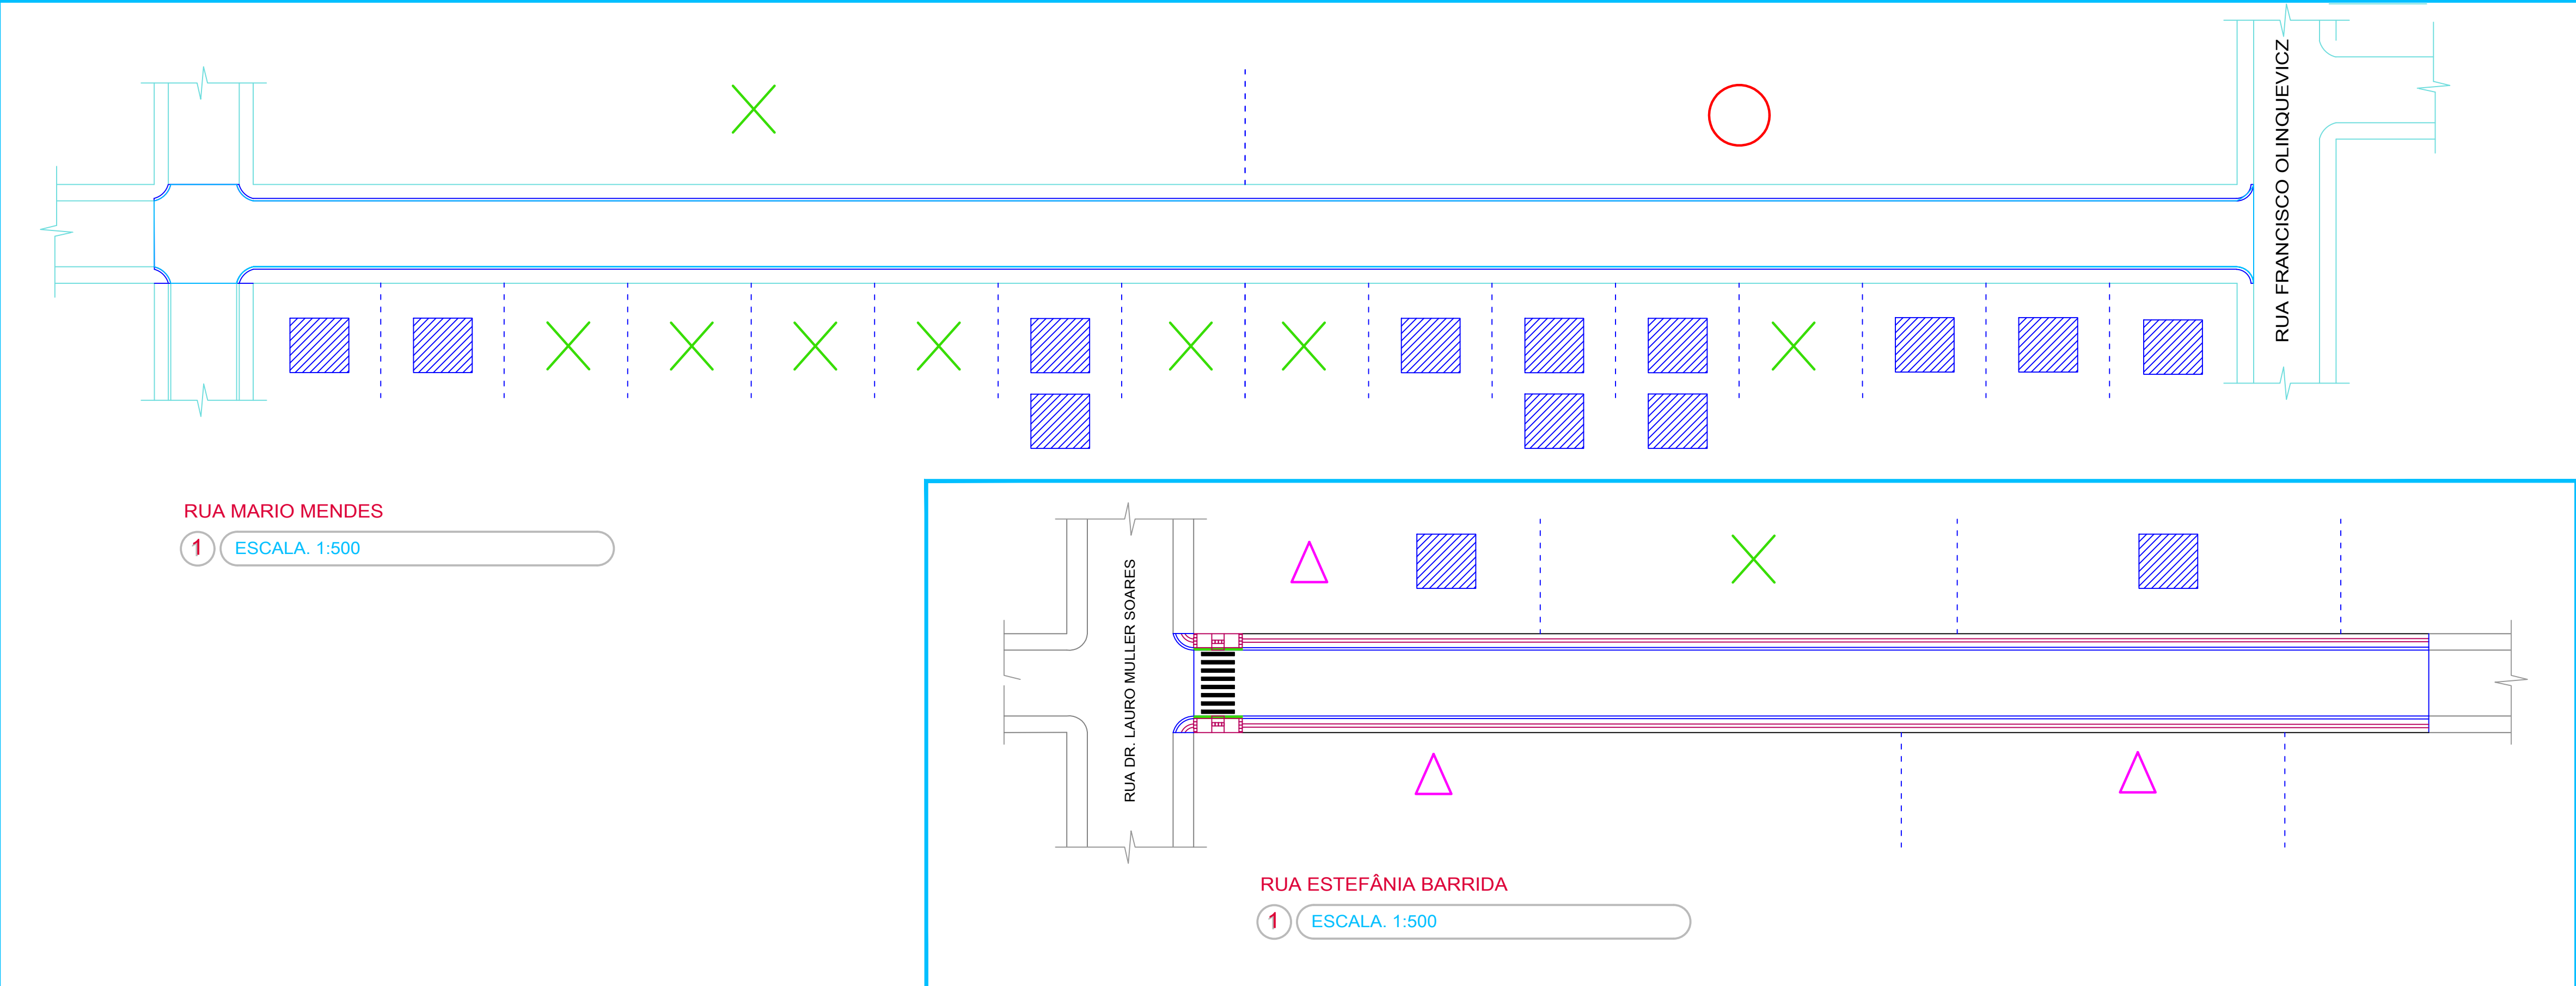 RUA FRANCISCO OLINQUEVICZ
RUA MARIO MENDES
1
ESCALA. 1:500
RUA DR. LAURO MULLER SOARES
RUA ESTEFÂNIA BARRIDA
1
ESCALA. 1:500